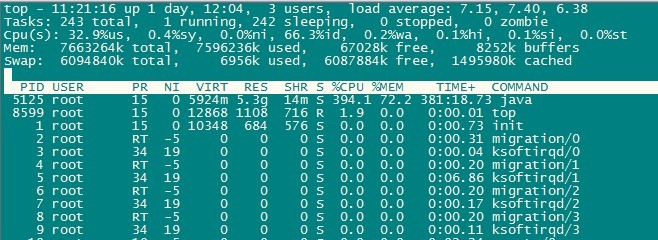 top - 11:21:16 up 1 day, 12:04,  3 users,  load average: 7.15, 7.40, 6.38
Tasks: 243 total,   1 running, 242 sleeping,   0 stopped,   0 zombie
Cpu(s): 32.9%us,  0.4%sy,  0.0%ni, 66.3%id,  0.2%wa,  0.1%hi,  0.1%si,  0.0%st
Mem:   7663264k total,  7596236k used,    67028k free,     8252k buffers
Swap:  6094840k total,     6956k used,  6087884k free,  1495980k cached
PID USER      PR  NI  VIRT  RES  SHR S %CPU %MEM    TIME+  COMMAND
5125 root      15   0 5924m 5.3g  14m S 394.1 72.2 381:18.73 java
8599 root      15   0 12868 1108  716 R  1.9  0.0   0:00.01 top
1 root      15   0 10348  684  576 S  0.0  0.0   0:00.73 init
2 root      RT  -5     0    0    0 S  0.0  0.0   0:00.31 migration/0
3 root      34  19     0    0    0 S  0.0  0.0   0:00.04 ksoftirqd/0
4 root      RT  -5     0    0    0 S  0.0  0.0   0:00.20 migration/1
5 root      34  19     0    0    0 S  0.0  0.0   0:06.86 ksoftirqd/1
6 root      RT  -5     0    0    0 S  0.0  0.0   0:00.20 migration/2
7 root      34  19     0    0    0 S  0.0  0.0   0:00.17 ksoftirqd/2
8 root      RT  -5     0    0    0 S  0.0  0.0   0:00.20 migration/3
9 root      34  19     0    0    0 S  0.0  0.0   0:00.11 ksoftirqd/3